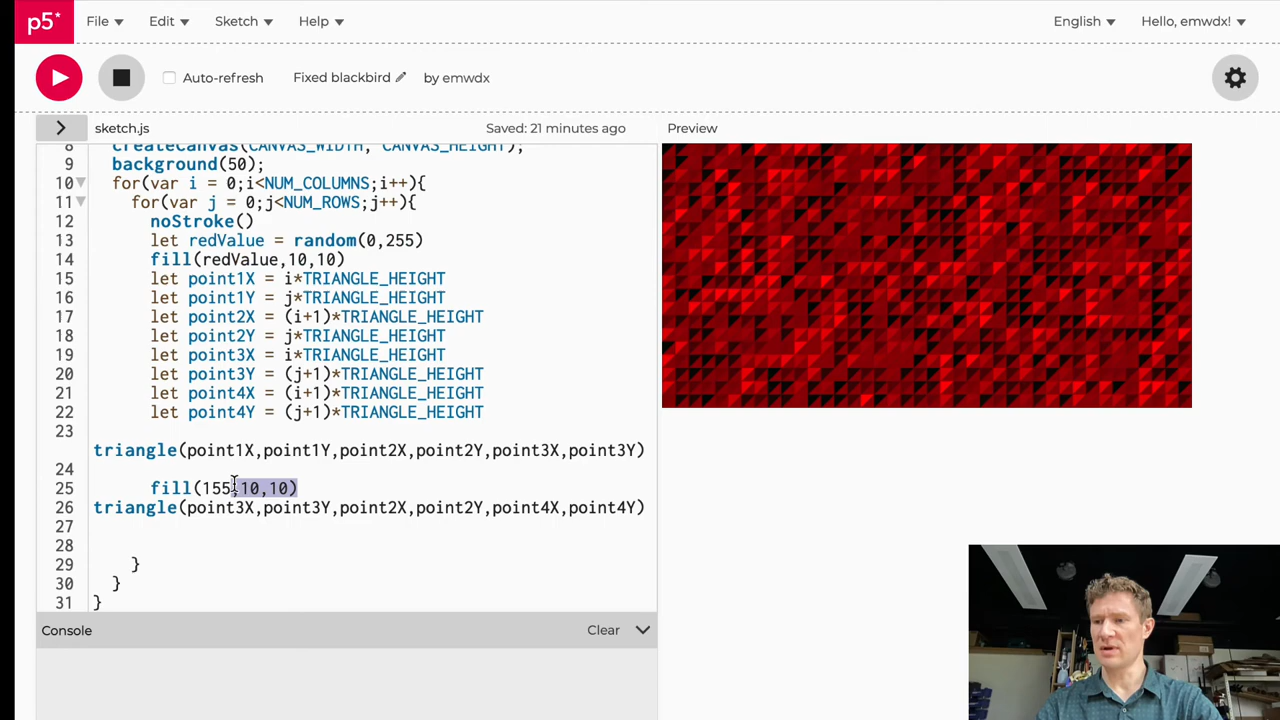 p5*
File
Edit
Sketch
Help
English
Hello, emwdx!
Auto-refresh
Fixed blackbird
by emwdx
sketch.js
Saved: 21 minutes ago
Preview
8 createCanvas(CANVAS_WIDTH, CANVAS_HEIGHT);
9 background(50);
10 for(var i = 0;i<NUM_COLUMNS;i++){
11 for(var j = 0;j<NUM_ROWS;j++){
12 noStroke()
13 let redValue = random(0,255)
14 fill(redValue,10,10)
15 let point1X = i*TRIANGLE_HEIGHT
16 let point1Y = j*TRIANGLE_HEIGHT
17 let point2X = (i+1)*TRIANGLE_HEIGHT
18 let point2Y = j*TRIANGLE_HEIGHT
19 let point3X = i*TRIANGLE_HEIGHT
20 let point3Y = (j+1)*TRIANGLE_HEIGHT
21 let point4X = (i+1)*TRIANGLE_HEIGHT
22 let point4Y = (j+1)*TRIANGLE_HEIGHT
23
triangle(point1X,point1Y,point2X,point2Y,point3X,point3Y)
24
25 fill(155,10,10)
26 triangle(point3X,point3Y,point2X,point2Y,point4X,point4Y)
27
28
29 }
30 }
31 }
Console
Clear